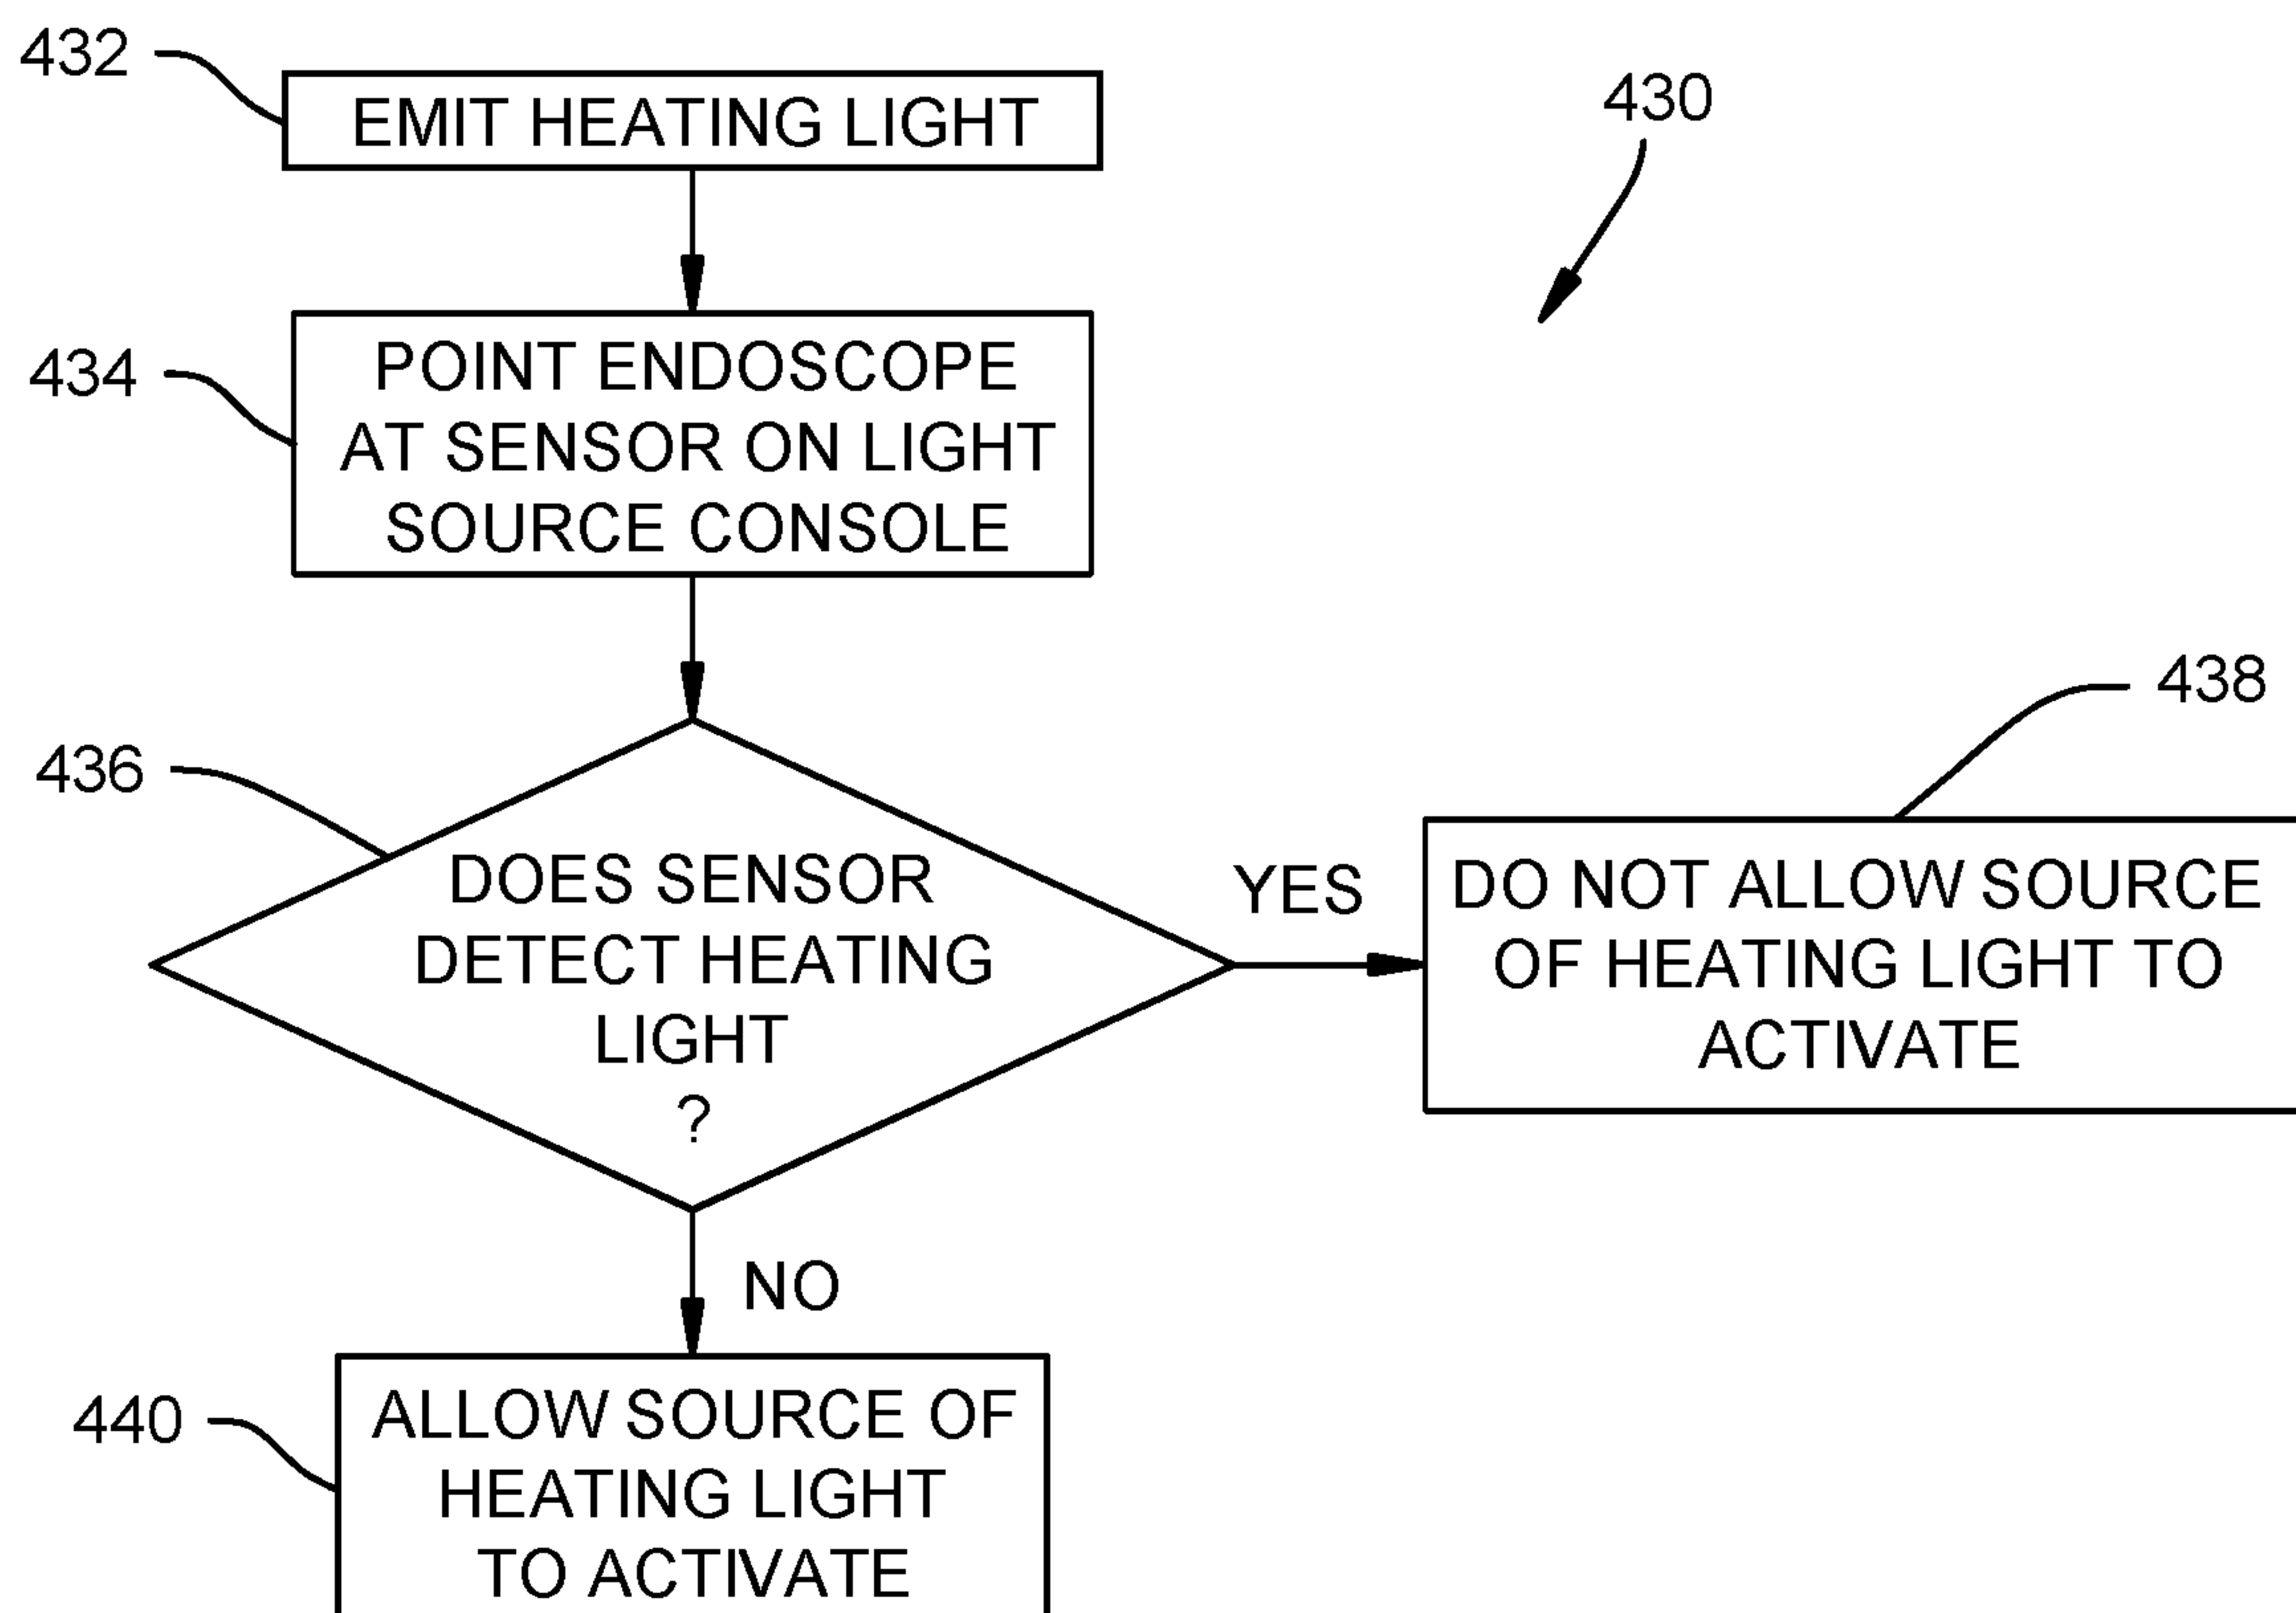 432
EMIT HEATING LIGHT
430
434
POINT ENDOSCOPE
AT SENSOR ON LIGHT
SOURCE CONSOLE
436
DOES SENSOR
DETECT HEATING
LIGHT
?
YES
438
DO NOT ALLOW SOURCE
OF HEATING LIGHT TO
ACTIVATE
NO
440
ALLOW SOURCE OF
HEATING LIGHT
TO ACTIVATE